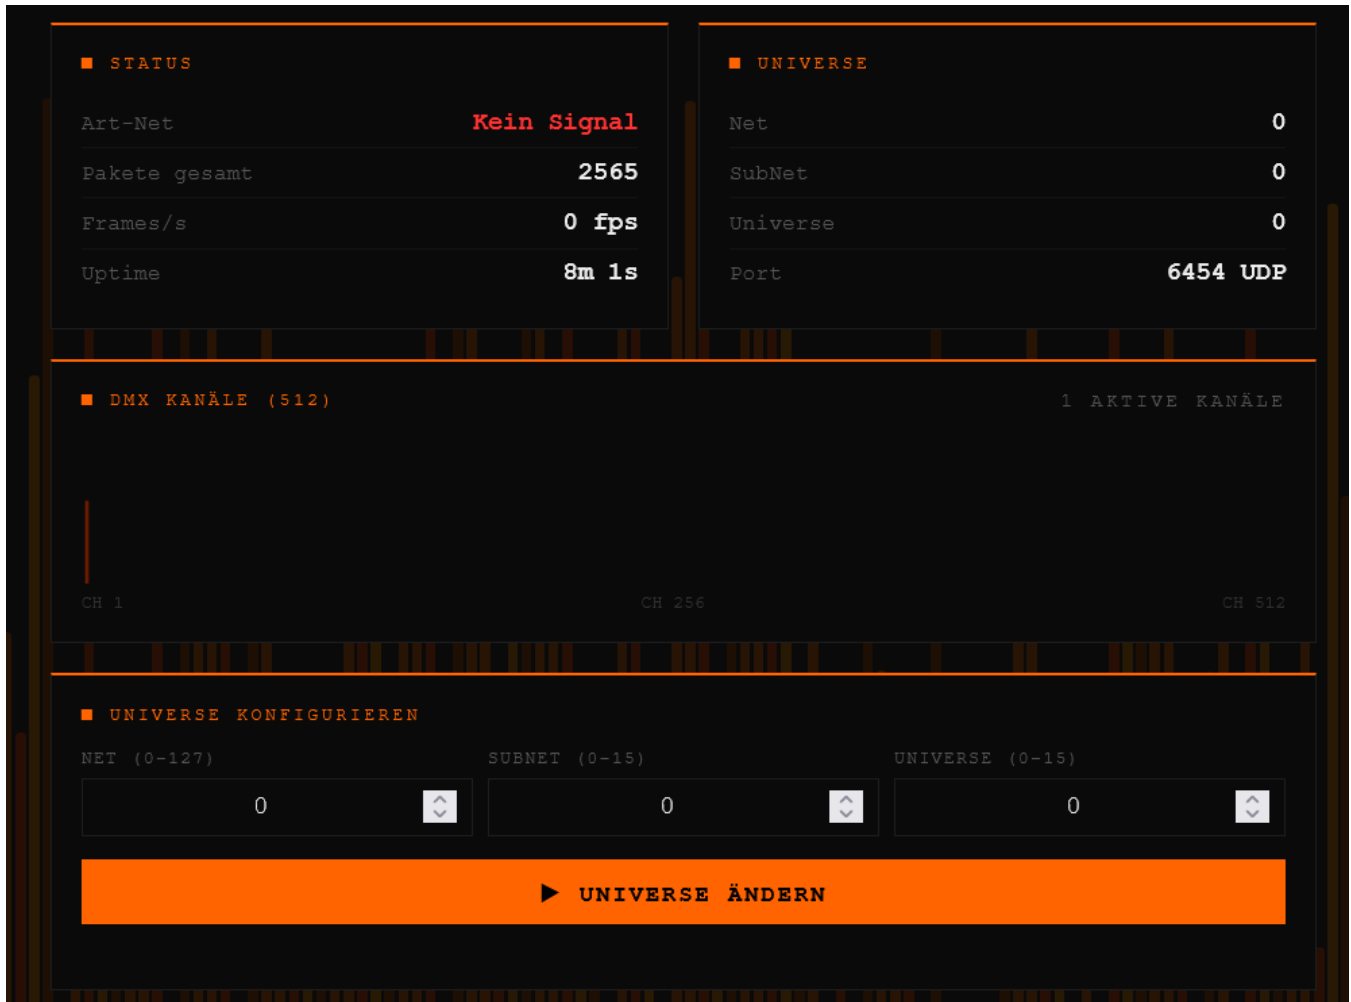 STATUS
Art-Net Kein Signal
Pakete gesamt 2565
Frames/s 0 fps
Uptime 8m 1s
UNIVERSE
Net 0
SubNet 0
Universe 0
Port 6454 UDP
DMX KANÄLE (512) 1 AKTIVE KANÄLE
CH 1 CH 256 CH 512
UNIVERSE KONFIGURIEREN
NET (0-127) SUBNET (0-15) UNIVERSE (0-15)
0 0 0
▶ UNIVERSE ÄNDERN